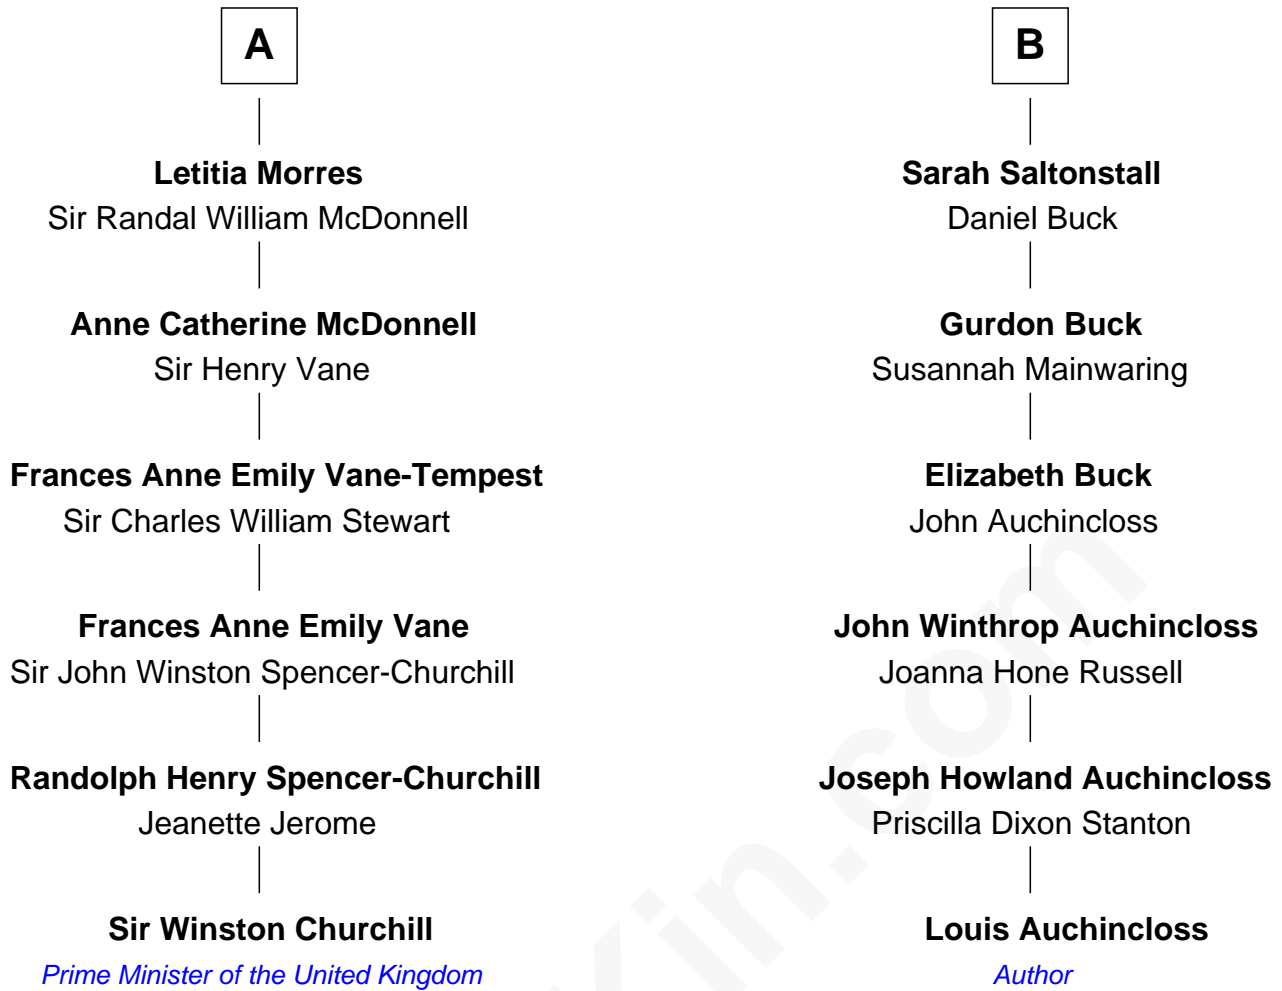 A
Letitia Morres
Sir Randal William McDonnell
Anne Catherine McDonnell
Sir Henry Vane
Frances Anne Emily Vane-Tempest
Sir Charles William Stewart
Frances Anne Emily Vane
Sir John Winston Spencer-Churchill
Randolph Henry Spencer-Churchill
Jeanette Jerome
Sir Winston Churchill
Prime Minister of the United Kingdom
B
Sarah Saltonstall
Daniel Buck
Gurdon Buck
Susannah Mainwaring
Elizabeth Buck
John Auchincloss
John Winthrop Auchincloss
Joanna Hone Russell
Joseph Howland Auchincloss
Priscilla Dixon Stanton
Louis Auchincloss
Author
Kin.com